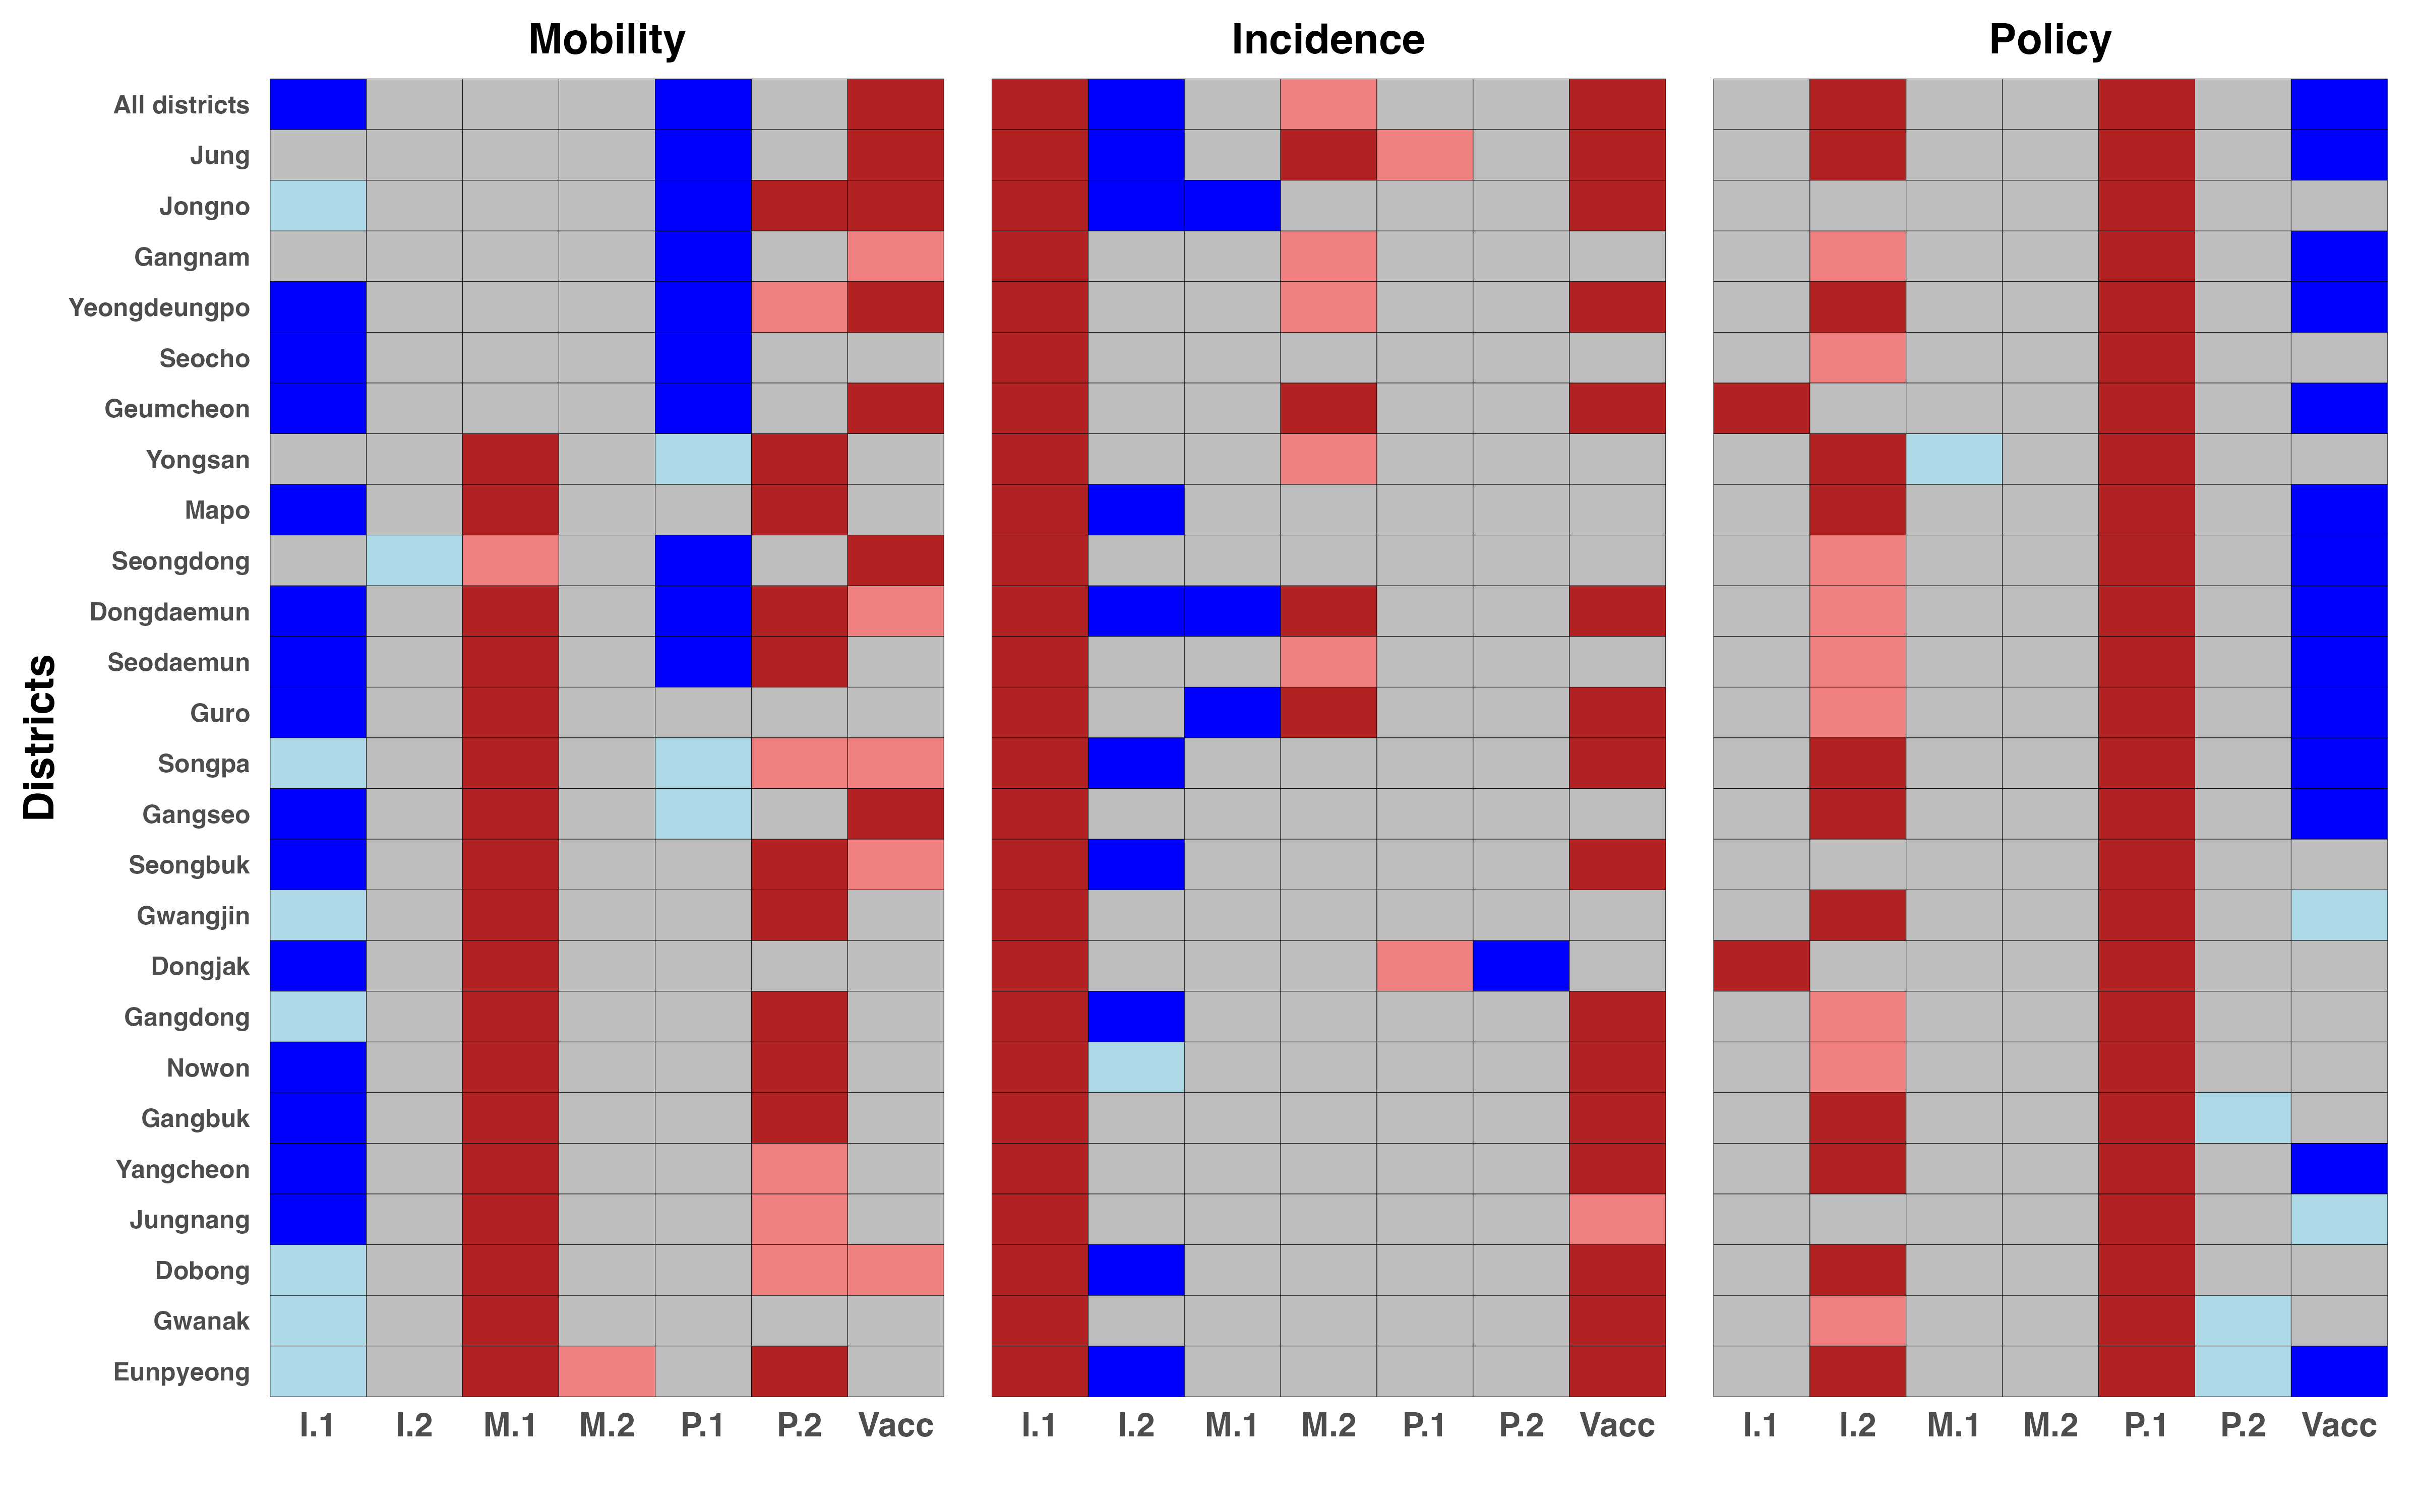 Mobility Incidence Policy
Districts
All districts
Jung
Jongno
Gangnam
Yeongdeungpo
Seocho
Geumcheon
Yongsan
Mapo
Seongdong
Dongdaemun
Seodaemun
Guro
Songpa
Gangseo
Seongbuk
Gwangjin
Dongjak
Gangdong
Nowon
Gangbuk
Yangcheon
Jungnang
Dobong
Gwanak
Eunpyeong
I.1 I.2 M.1 M.2 P.1 P.2 Vacc I.1 I.2 M.1 M.2 P.1 P.2 Vacc I.1 I.2 M.1 M.2 P.1 P.2 Vacc